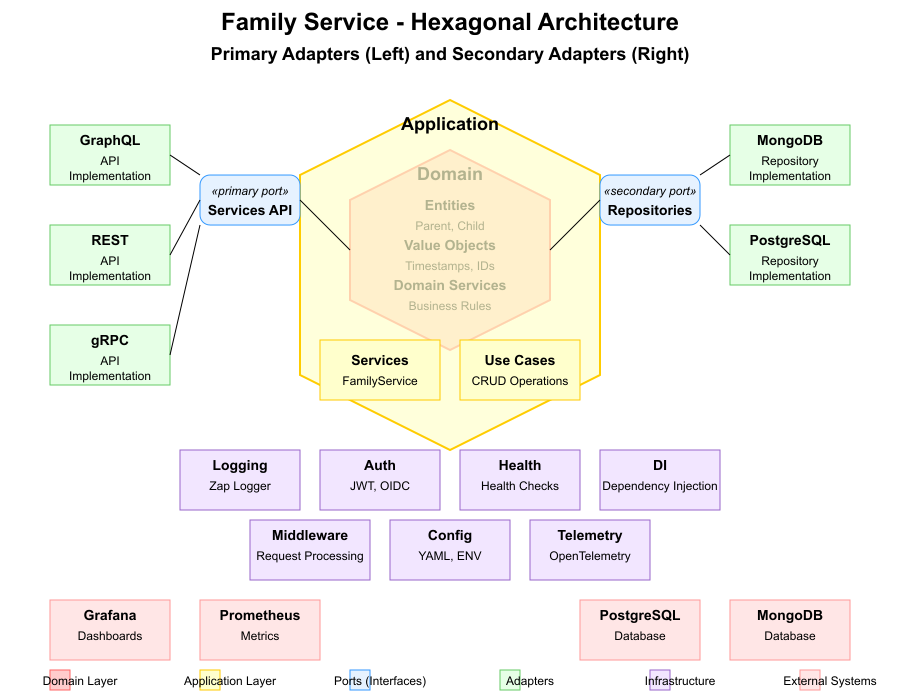 Family Service - Hexagonal Architecture
Primary Adapters (Left) and Secondary Adapters (Right)
Application
Domain
Entities
Parent, Child
Value Objects
Timestamps, IDs
Domain Services
Business Rules
GraphQL
API
Implementation
REST
API
Implementation
gRPC
API
Implementation
«primary port»
Services API
«secondary port»
Repositories
MongoDB
Repository
Implementation
PostgreSQL
Repository
Implementation
Services
FamilyService
Use Cases
CRUD Operations
Logging
Zap Logger
Auth
JWT, OIDC
Health
Health Checks
DI
Dependency Injection
Middleware
Request Processing
Config
YAML, ENV
Telemetry
OpenTelemetry
Grafana
Dashboards
Prometheus
Metrics
PostgreSQL
Database
MongoDB
Database
Domain Layer
Application Layer
Ports (Interfaces)
Adapters
Infrastructure
External Systems